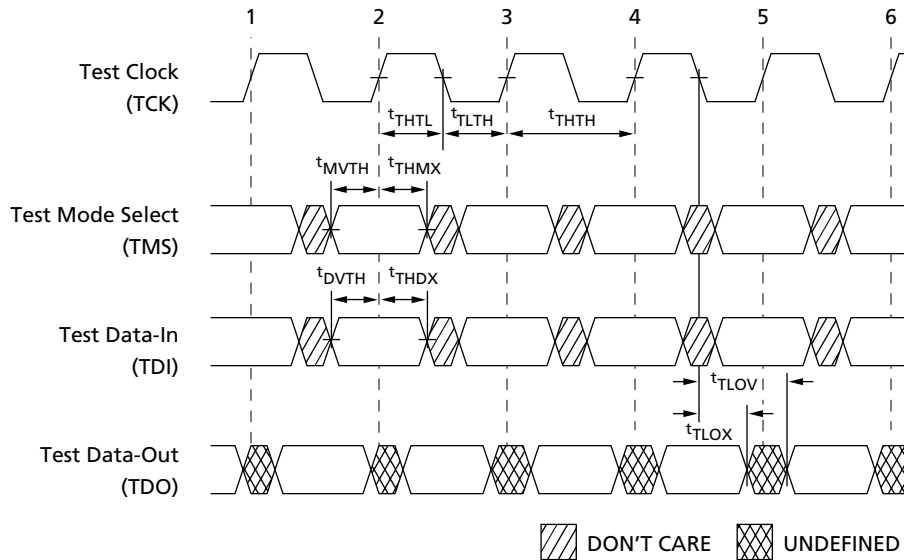 1 2 3 4 5 6
Test Clock
(TCK)
tTHTL tTLTH tTHTH
tMVTH tTHMX
Test Mode Select
(TMS)
tDVTH tTHDX
Test Data-In
(TDI)
tTLOV
tTLOX
Test Data-Out
(TDO)
DON'T CARE UNDEFINED